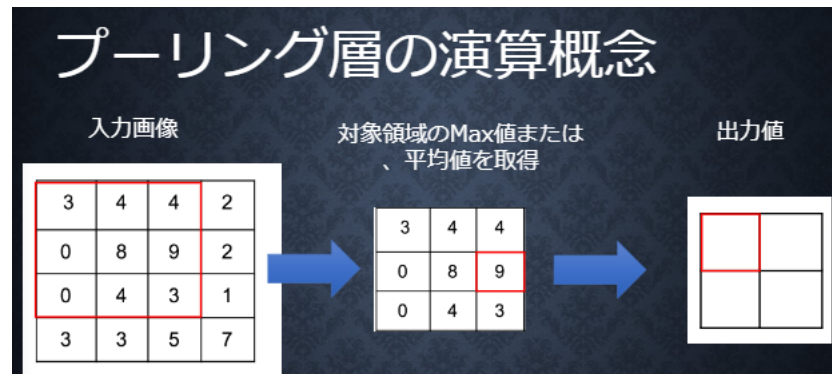 プーリング層の演算概念
入力画像
対象領域のMax値または
、平均値を取得
出力値
3 4 4 2
0 8 9 2
0 4 3 1
3 3 5 7
3 4 4
0 8 9
0 4 3